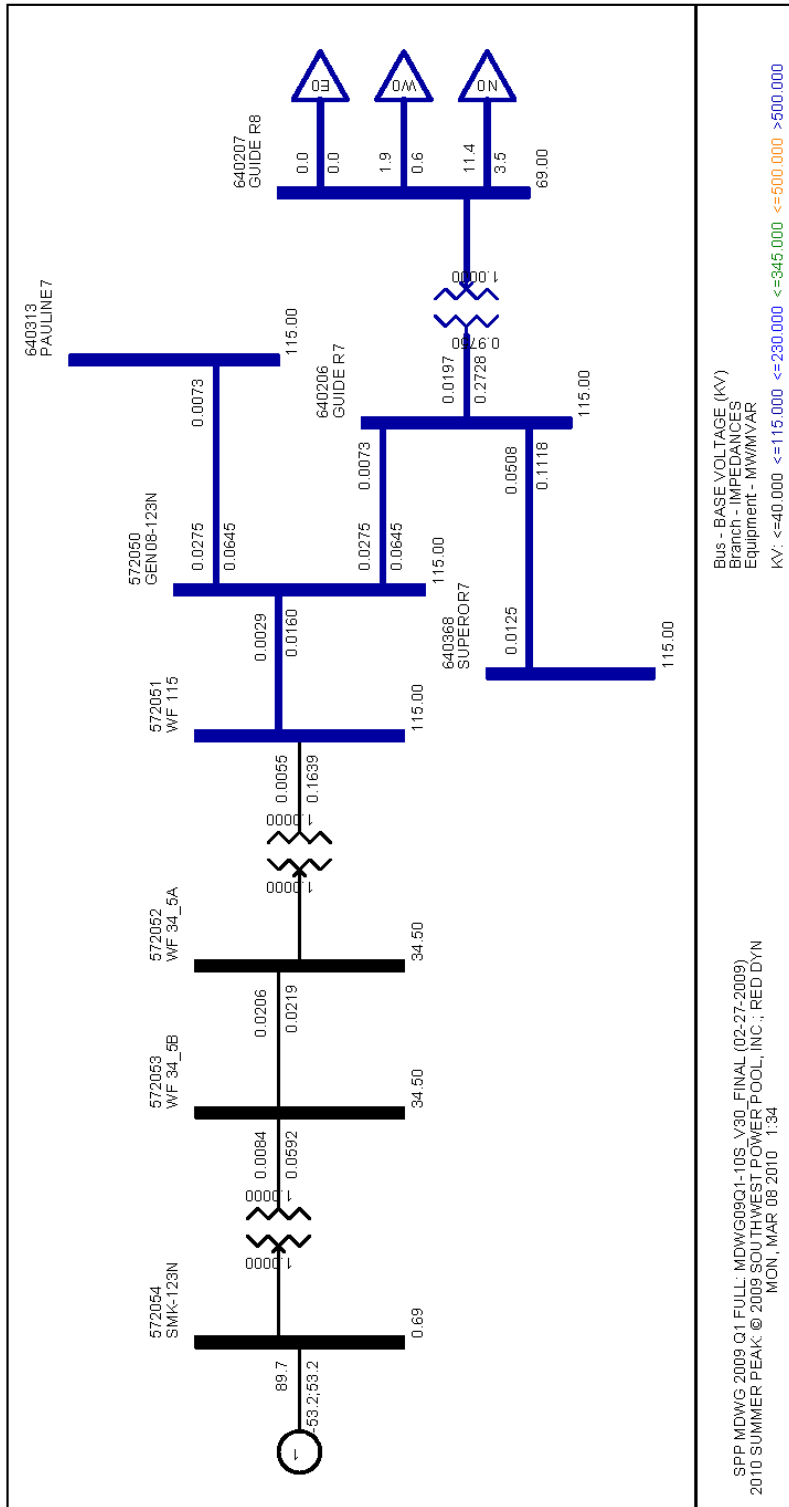 640313
PAULINE7
115.00
0.0073
0.0275
0.0645
572050
GEN08-123N
115.00
0.0029
0.0160
572051
WF 115
115.00
0.0055
0.1639
1.0000
1.0000
572052
WF 34_5A
34.50
0.0206
0.0219
572053
WF 34_5B
34.50
0.0084
0.0592
1.0000
1.0000
572054
SMK-123N
0.69
89.7
-53.2;53.2
1
0.0073
0.0275
0.0645
640206
GUIDE R7
115.00
0.0508
0.1118
0.0125
640368
SUPEROR7
115.00
0.0197
0.2728
0.9750
1.0000
640207
GUIDE R8
69.00
0.0
0.0
E0
1.9
0.6
W0
11.4
3.5
N0
SPP MDWG 2009 Q1 FULL: MDWG09Q1-10S_V30_FINAL (02-27-2009)
2010 SUMMER PEAK: © 2009 SOUTHWEST POWER POOL, INC.; RED DYN
MON, MAR 08 2010 1:34
Bus - BASE VOLTAGE (KV)
Branch - IMPEDANCES
Equipment - MW/MVAR
KV: <=40.000 <=115.000 <=230.000 <=345.000 <=500.000 >500.000